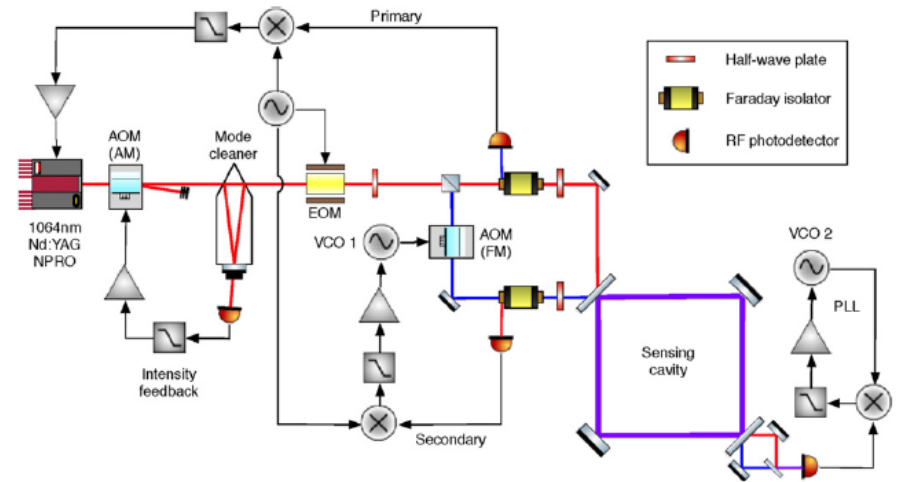 Primary
Half-wave plate
Faraday isolator
RF photodetector
AOM
(AM)
Mode
cleaner
1064nm
Nd:YAG
NPRO
EOM
VCO 1
AOM
(FM)
VCO 2
PLL
Intensity
feedback
Sensing
cavity
Secondary